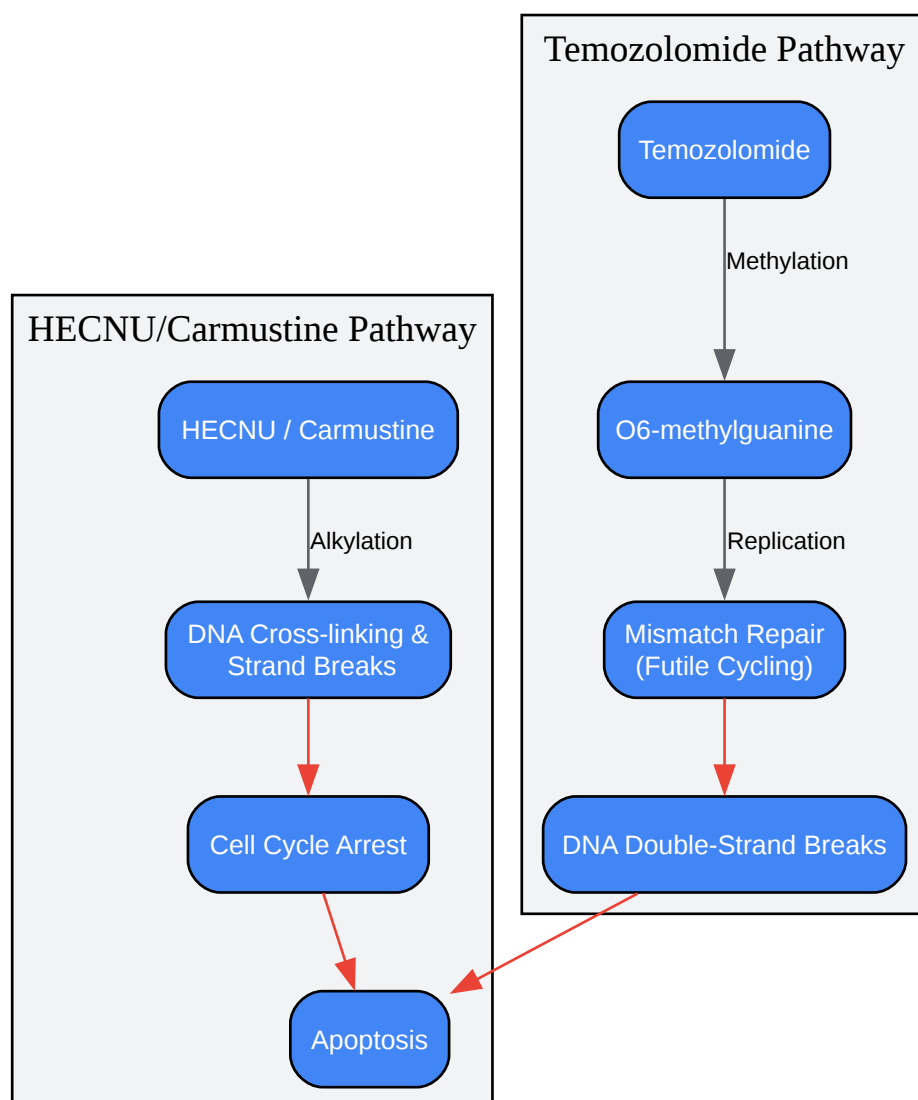 Temozolomide Pathway
Temozolomide
Methylation
O6-methylguanine
Replication
Mismatch Repair
(Futile Cycling)
DNA Double-Strand Breaks
HECNU/Carmustine Pathway
HECNU / Carmustine
Alkylation
DNA Cross-linking &
Strand Breaks
Cell Cycle Arrest
Apoptosis